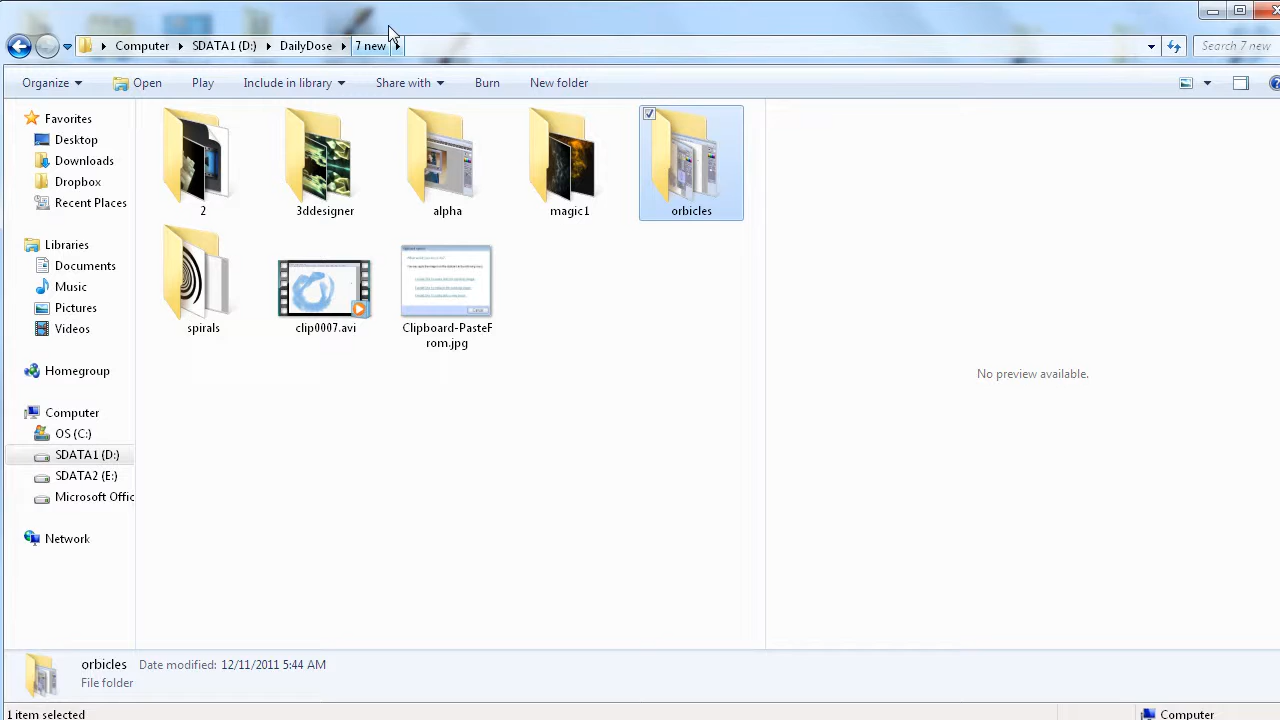 Computer SDATA1 (D:) DailyDose 7 new Search 7 new
Organize Open Play Include in library Share with Burn New folder
Favorites
Desktop
Downloads
Dropbox
Recent Places
Libraries
Documents
Music
Pictures
Videos
Homegroup
Computer
OS (C:)
SDATA1 (D:)
SDATA2 (E:)
Microsoft Offic
Network
2 3ddesigner alpha magic1 orbicles
spirals clip0007.avi Clipboard-PasteF
rom.jpg
No preview available.
orbicles Date modified: 12/11/2011 5:44 AM
File folder
1 item selected Computer